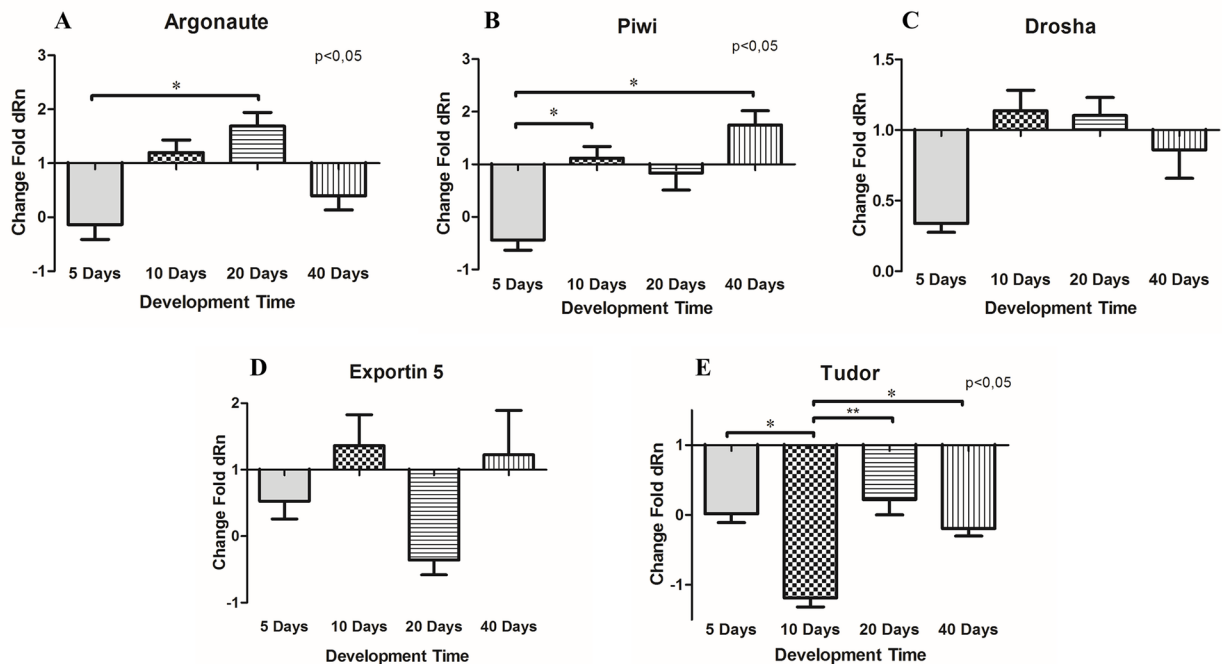 A
Argonaute
p<0,05
Change Fold dRn
3
2
1
0
-1
*
5 Days
10 Days
20 Days
40 Days
Development Time
B
Piwi
p<0,05
Change Fold dRn
3
2
1
0
-1
*
*
5 Days
10 Days
20 Days
40 Days
Development Time
C
Drosha
Change Fold dRn
1.5
1.0
0.5
0.0
5 Days
10 Days
20 Days
40 Days
Development Time
D
Exportin 5
Change Fold dRn
2
1
0
-1
5 Days
10 Days
20 Days
40 Days
Development Time
E
Tudor
p<0,05
Change Fold dRn
1
0
-1
*
**
*
5 Days
10 Days
20 Days
40 Days
Development Time